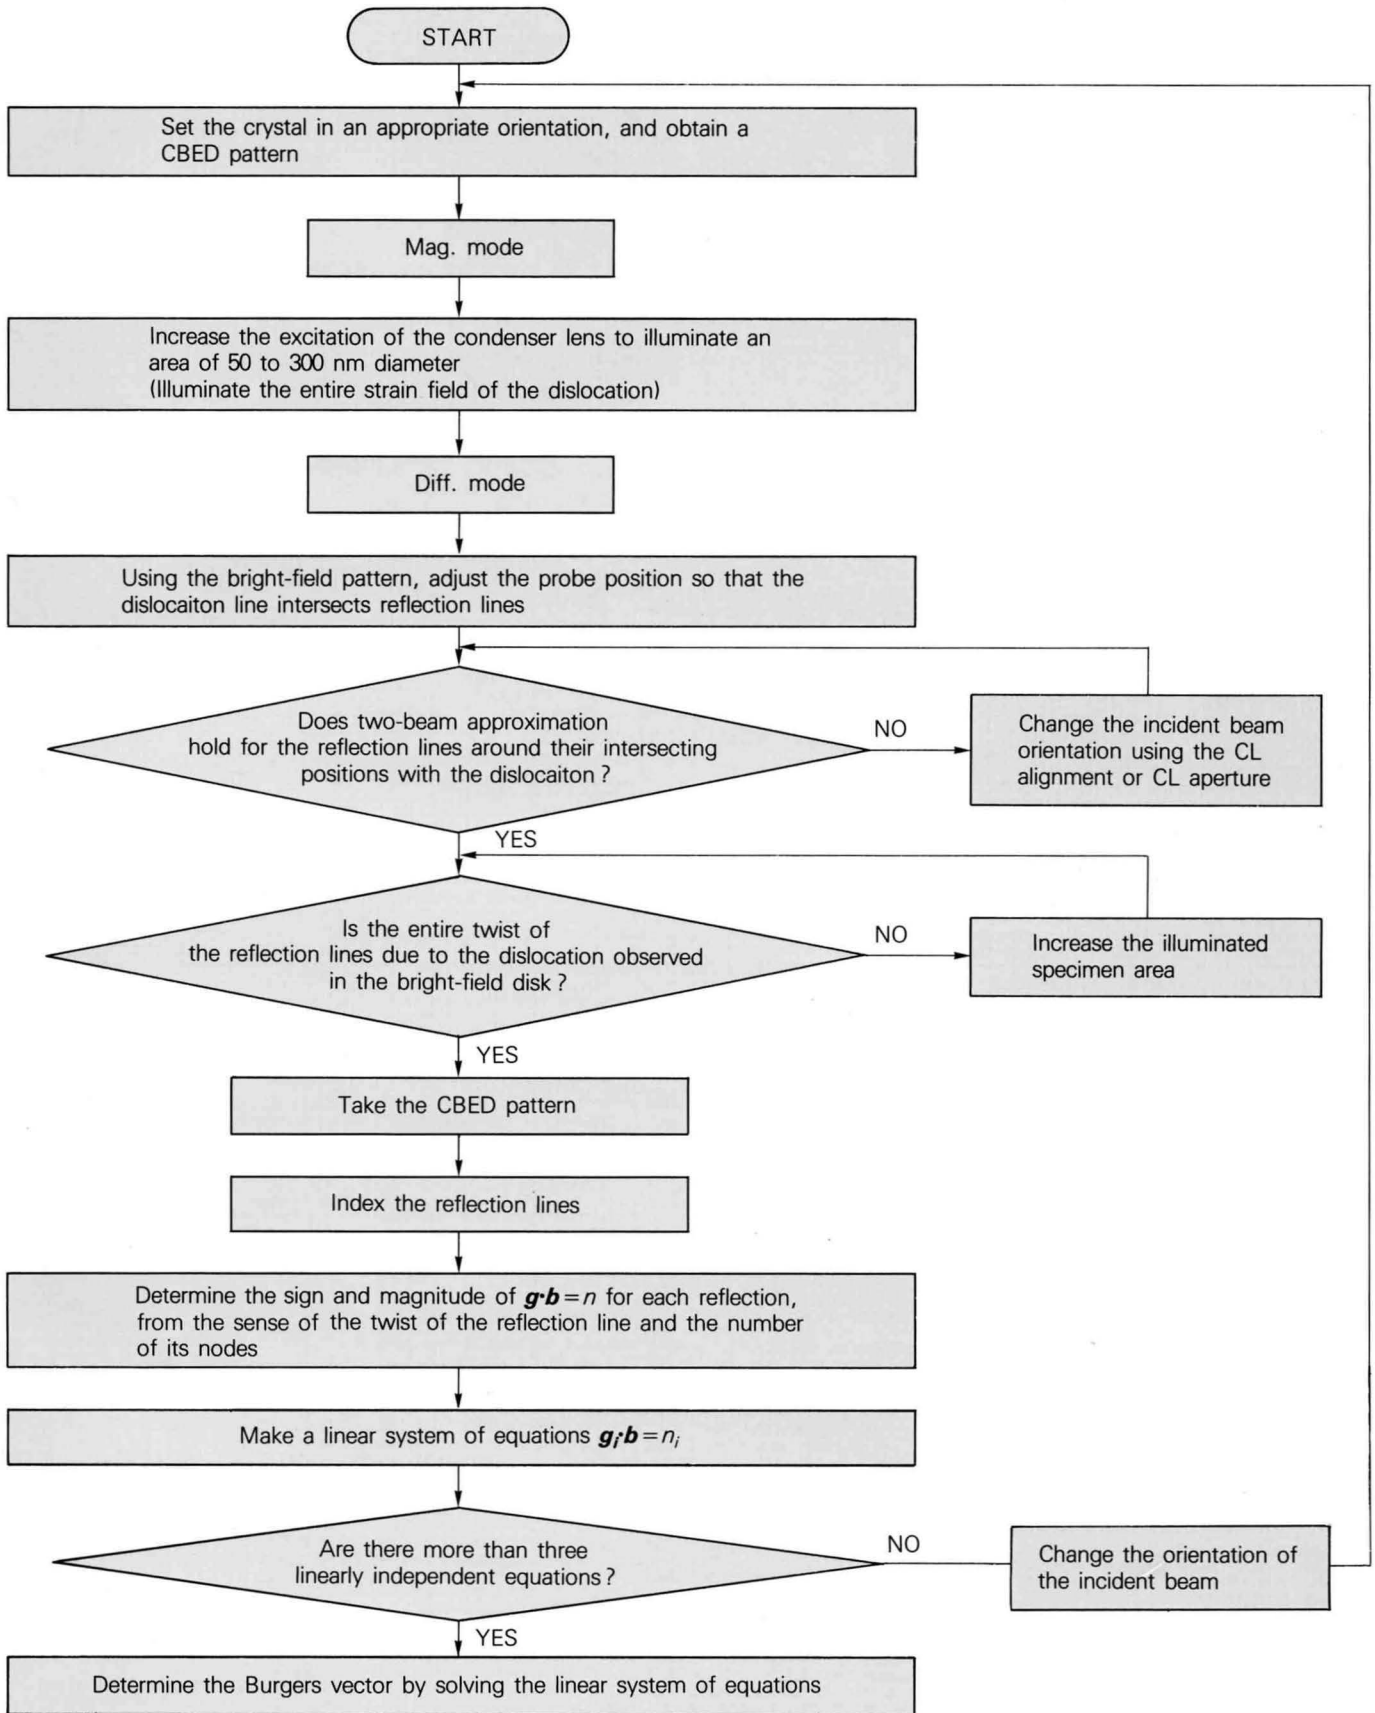 START
Set the crystal in an appropriate orientation, and obtain a
CBED pattern
Mag. mode
Increase the excitation of the condenser lens to illuminate an
area of 50 to 300 nm diameter
(Illuminate the entire strain field of the dislocation)
Diff. mode
Using the bright-field pattern, adjust the probe position so that the
dislocaiton line intersects reflection lines
Does two-beam approximation
hold for the reflection lines around their intersecting
positions with the dislocaiton ?
NO
Change the incident beam
orientation using the CL
alignment or CL aperture
YES
Is the entire twist of
the reflection lines due to the dislocation observed
in the bright-field disk ?
NO
Increase the illuminated
specimen area
YES
Take the CBED pattern
Index the reflection lines
Determine the sign and magnitude of g·b=n for each reflection,
from the sense of the twist of the reflection line and the number
of its nodes
Make a linear system of equations gᵢ·b=nᵢ
Are there more than three
linearly independent equations ?
NO
Change the orientation of
the incident beam
YES
Determine the Burgers vector by solving the linear system of equations